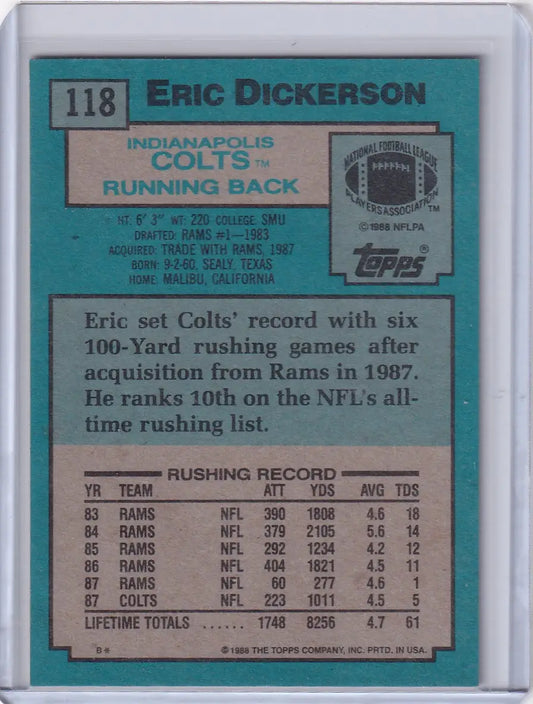 118 ERIC DICKERSON
INDIANAPOLIS
COLTS TM
RUNNING BACK
NATIONAL FOOTBALL LEAGUE
PLAYERS ASSOCIATION TM
© 1988 NFLPA
topps®
HT: 6' 3" WT: 220 COLLEGE: SMU
DRAFTED: RAMS #1—1983
ACQUIRED: TRADE WITH RAMS, 1987
BORN: 9-2-60, SEALY, TEXAS
HOME: MALIBU, CALIFORNIA
Eric set Colts' record with six
100-Yard rushing games after
acquisition from Rams in 1987.
He ranks 10th on the NFL's all-
time rushing list.
RUSHING RECORD
YR TEAM ATT YDS AVG TDS
83 RAMS NFL 390 1808 4.6 18
84 RAMS NFL 379 2105 5.6 14
85 RAMS NFL 292 1234 4.2 12
86 RAMS NFL 404 1821 4.5 11
87 RAMS NFL 60 277 4.6 1
87 COLTS NFL 223 1011 4.5 5
LIFETIME TOTALS ...... 1748 8256 4.7 61
B* © 1988 THE TOPPS COMPANY, INC. PRTD. IN USA.